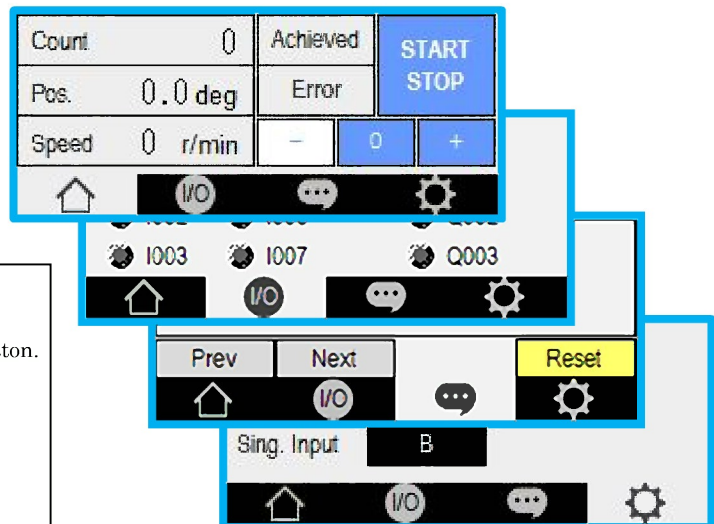 Count 0 Achieved START
STOP
Pos. 0.0 deg Error
Speed 0 r/min - 0 +
I/O
I003 I007 Q003
I/O
ton.
Prev Next Reset
I/O
Sing. Input B
I/O